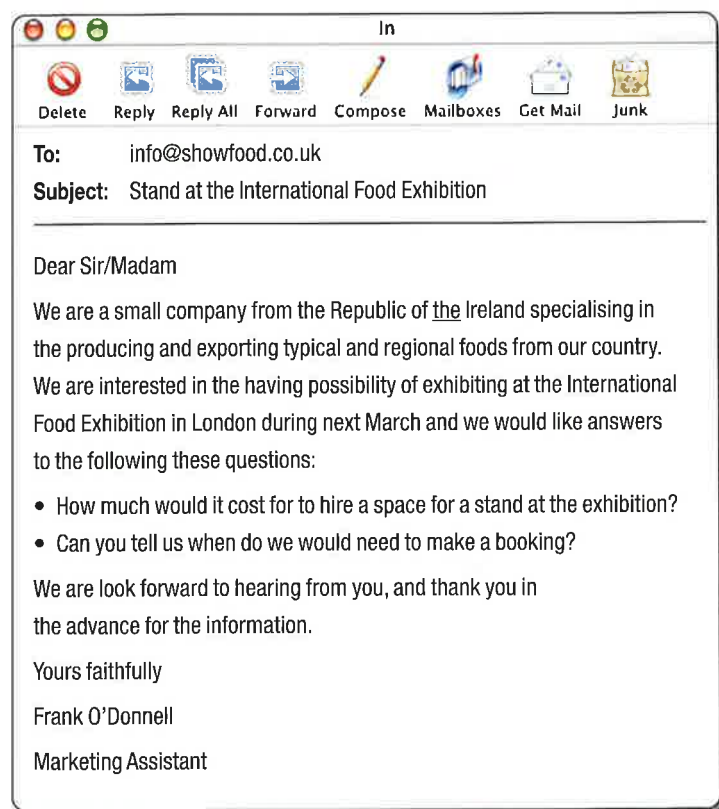 In
Delete Reply Reply All Forward Compose Mailboxes Get Mail Junk
To: info@showfood.co.uk
Subject: Stand at the International Food Exhibition
Dear Sir/Madam
We are a small company from the Republic of the Ireland specialising in
the producing and exporting typical and regional foods from our country.
We are interested in the having possibility of exhibiting at the International
Food Exhibition in London during next March and we would like answers
to the following these questions:
• How much would it cost for to hire a space for a stand at the exhibition?
• Can you tell us when do we would need to make a booking?
We are look forward to hearing from you, and thank you in
the advance for the information.
Yours faithfully
Frank O'Donnell
Marketing Assistant